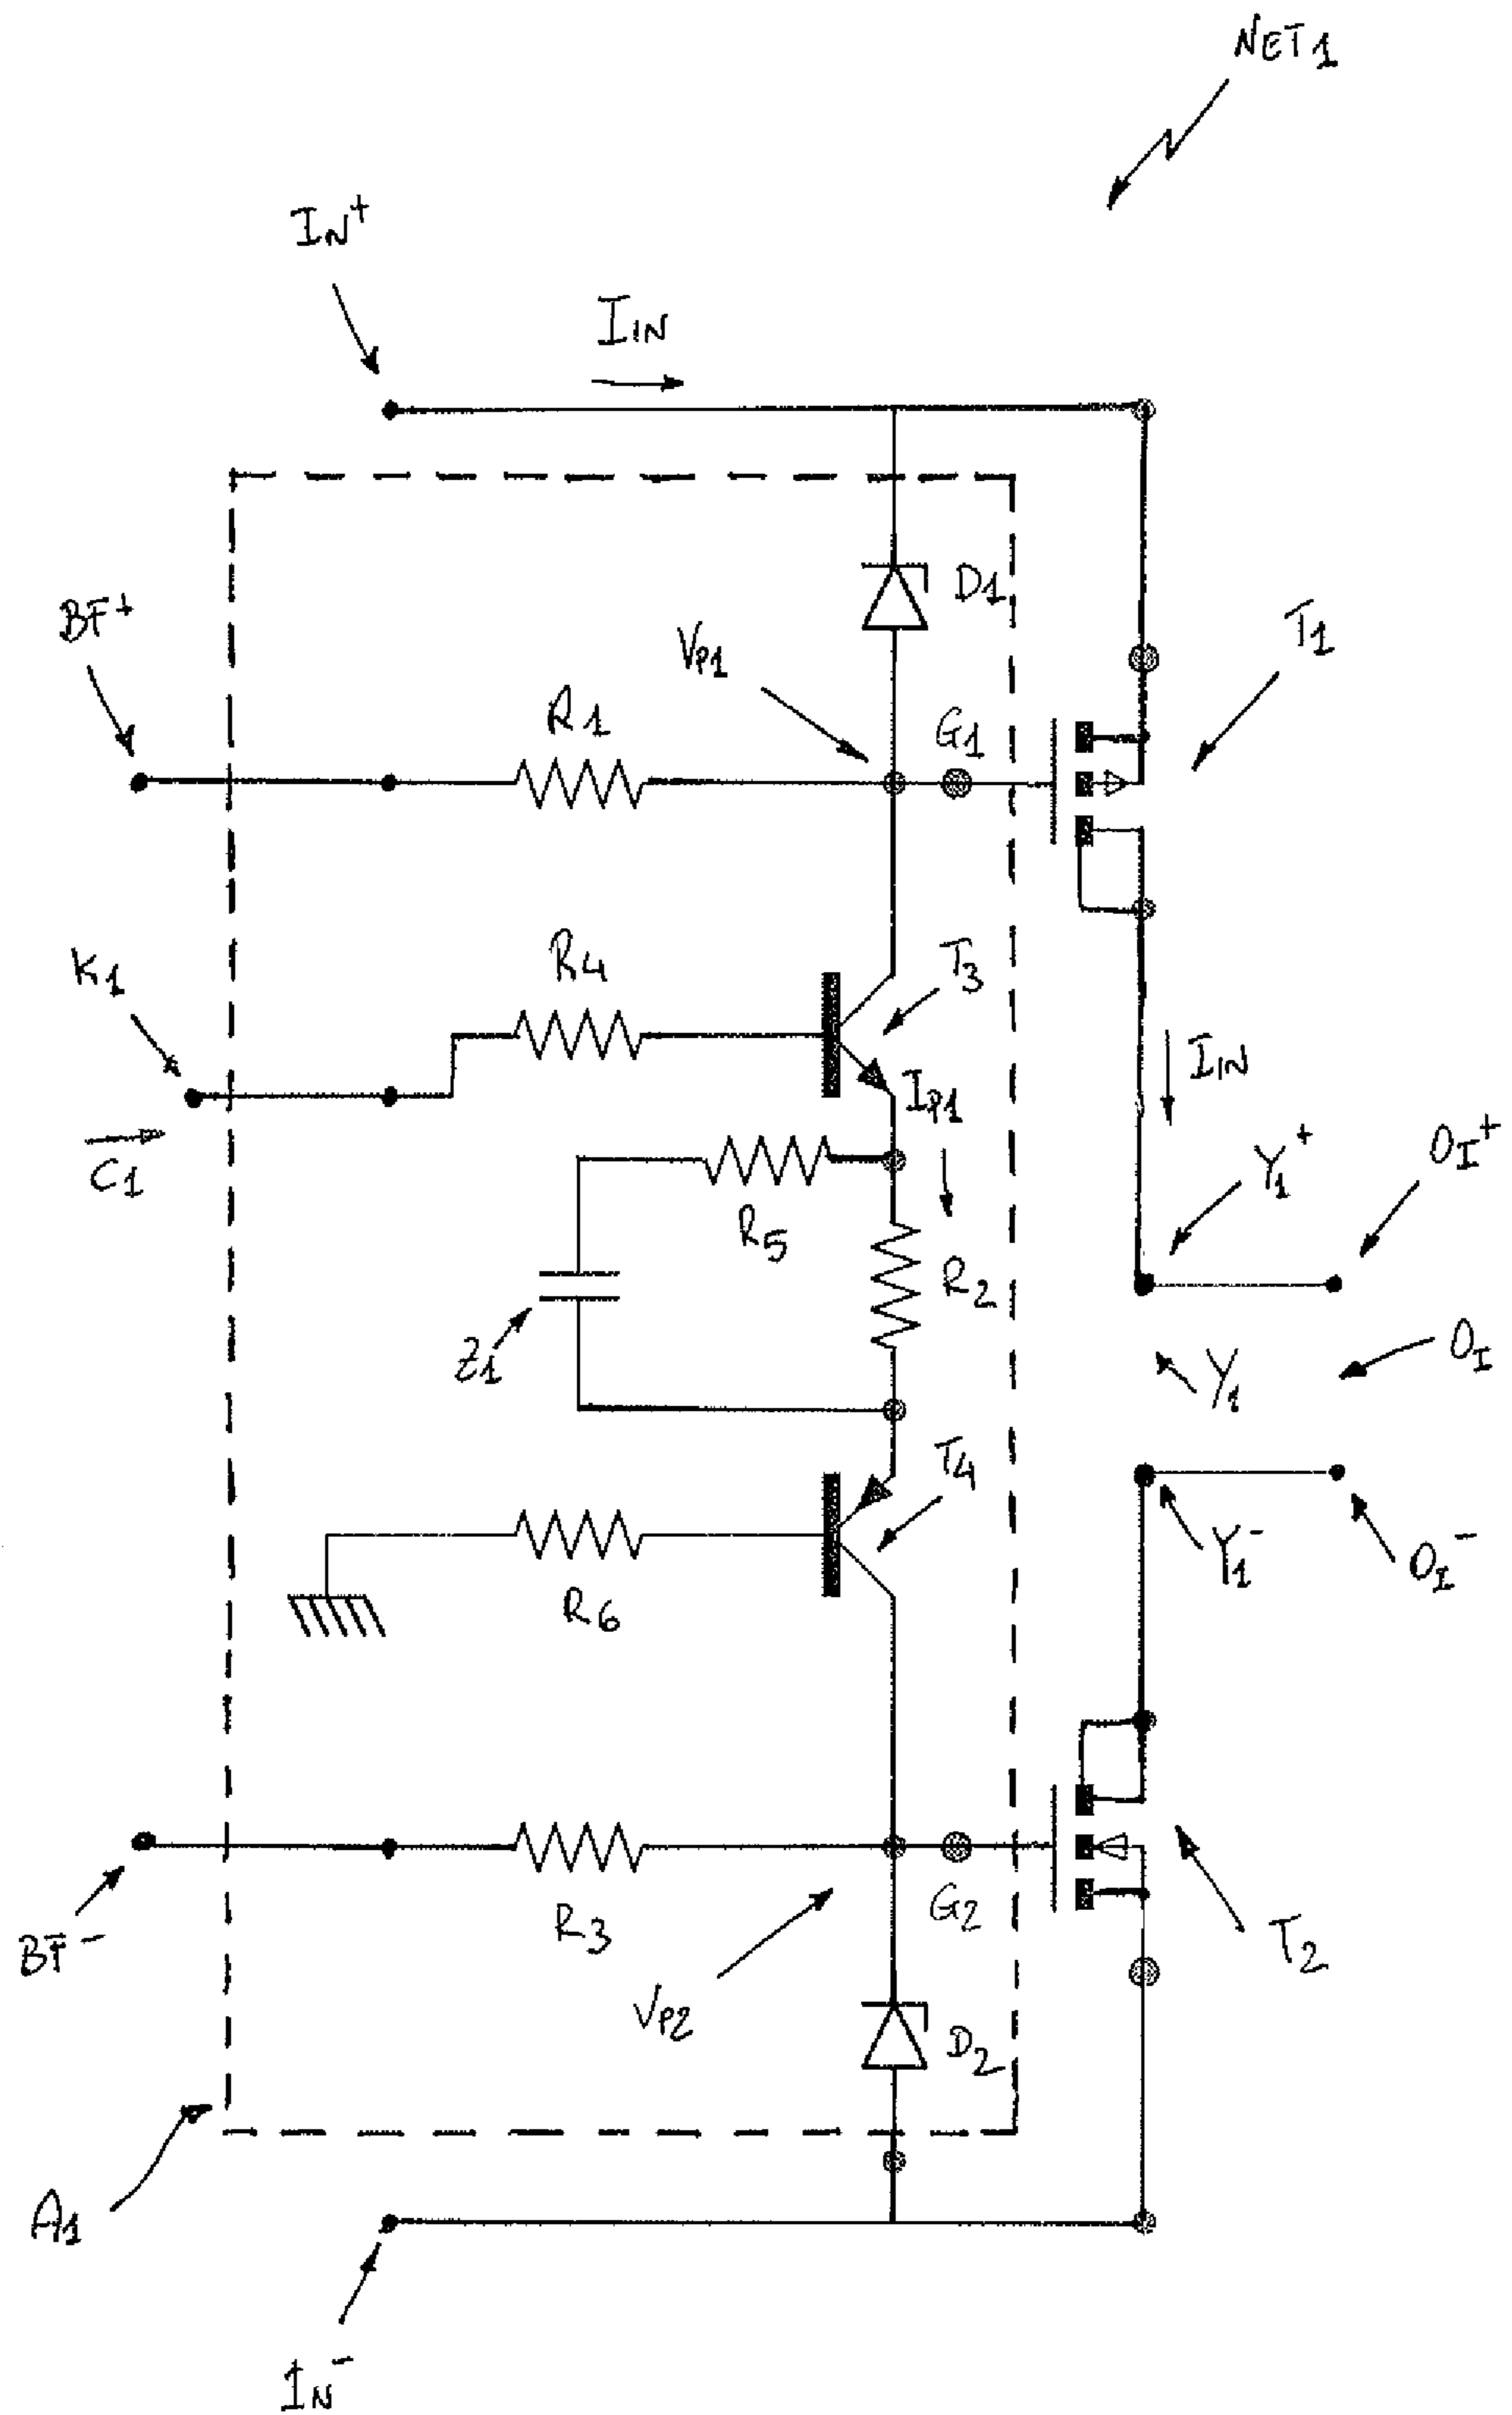 NET1
IN+
IIN
D1
BF+
VP1
T1
R1
G1
K1
R4
T3
IP1
IIN
C1
Y1+
OI+
R5
R2
Z1
Y1
OI
T4
Y1-
OI-
R6
BF-
R3
G2
T2
VP2
D2
A1
IN-